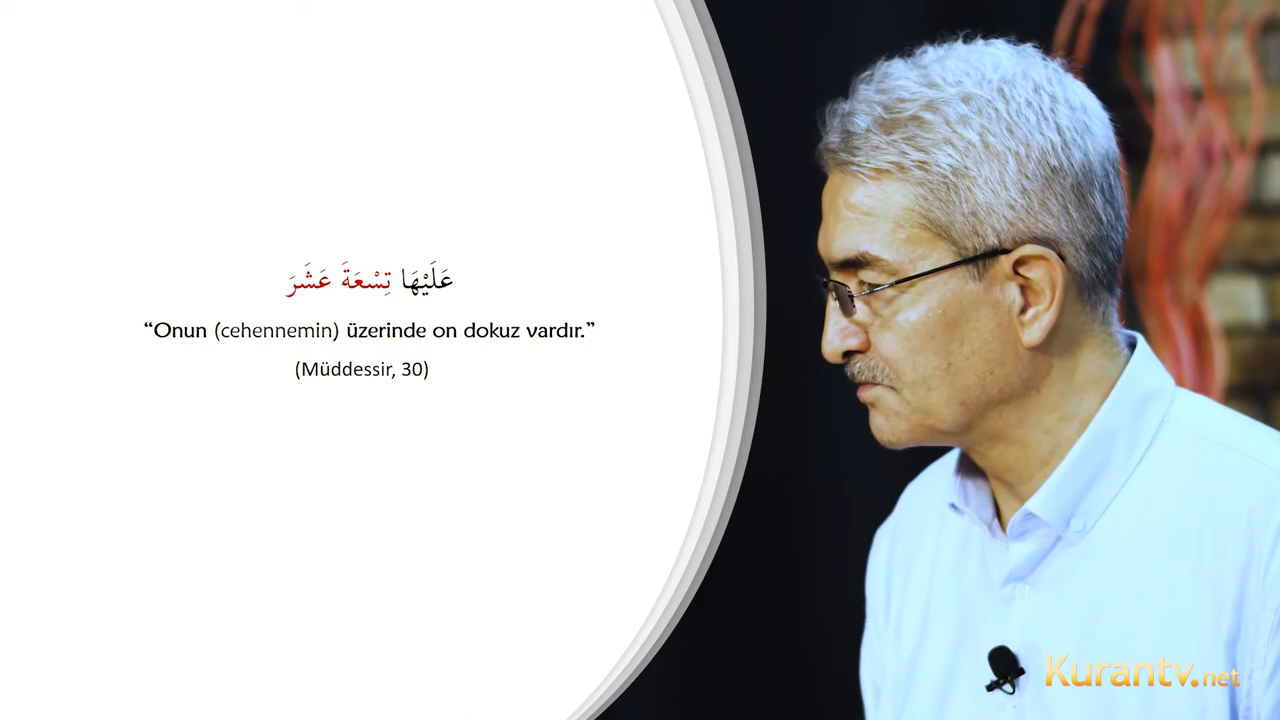 عَلَيْهَا تِسْعَةَ عَشَرَ
“Onun (cehennemin) üzerinde on dokuz vardır.”
(Müddessir, 30)
Kurantv.net